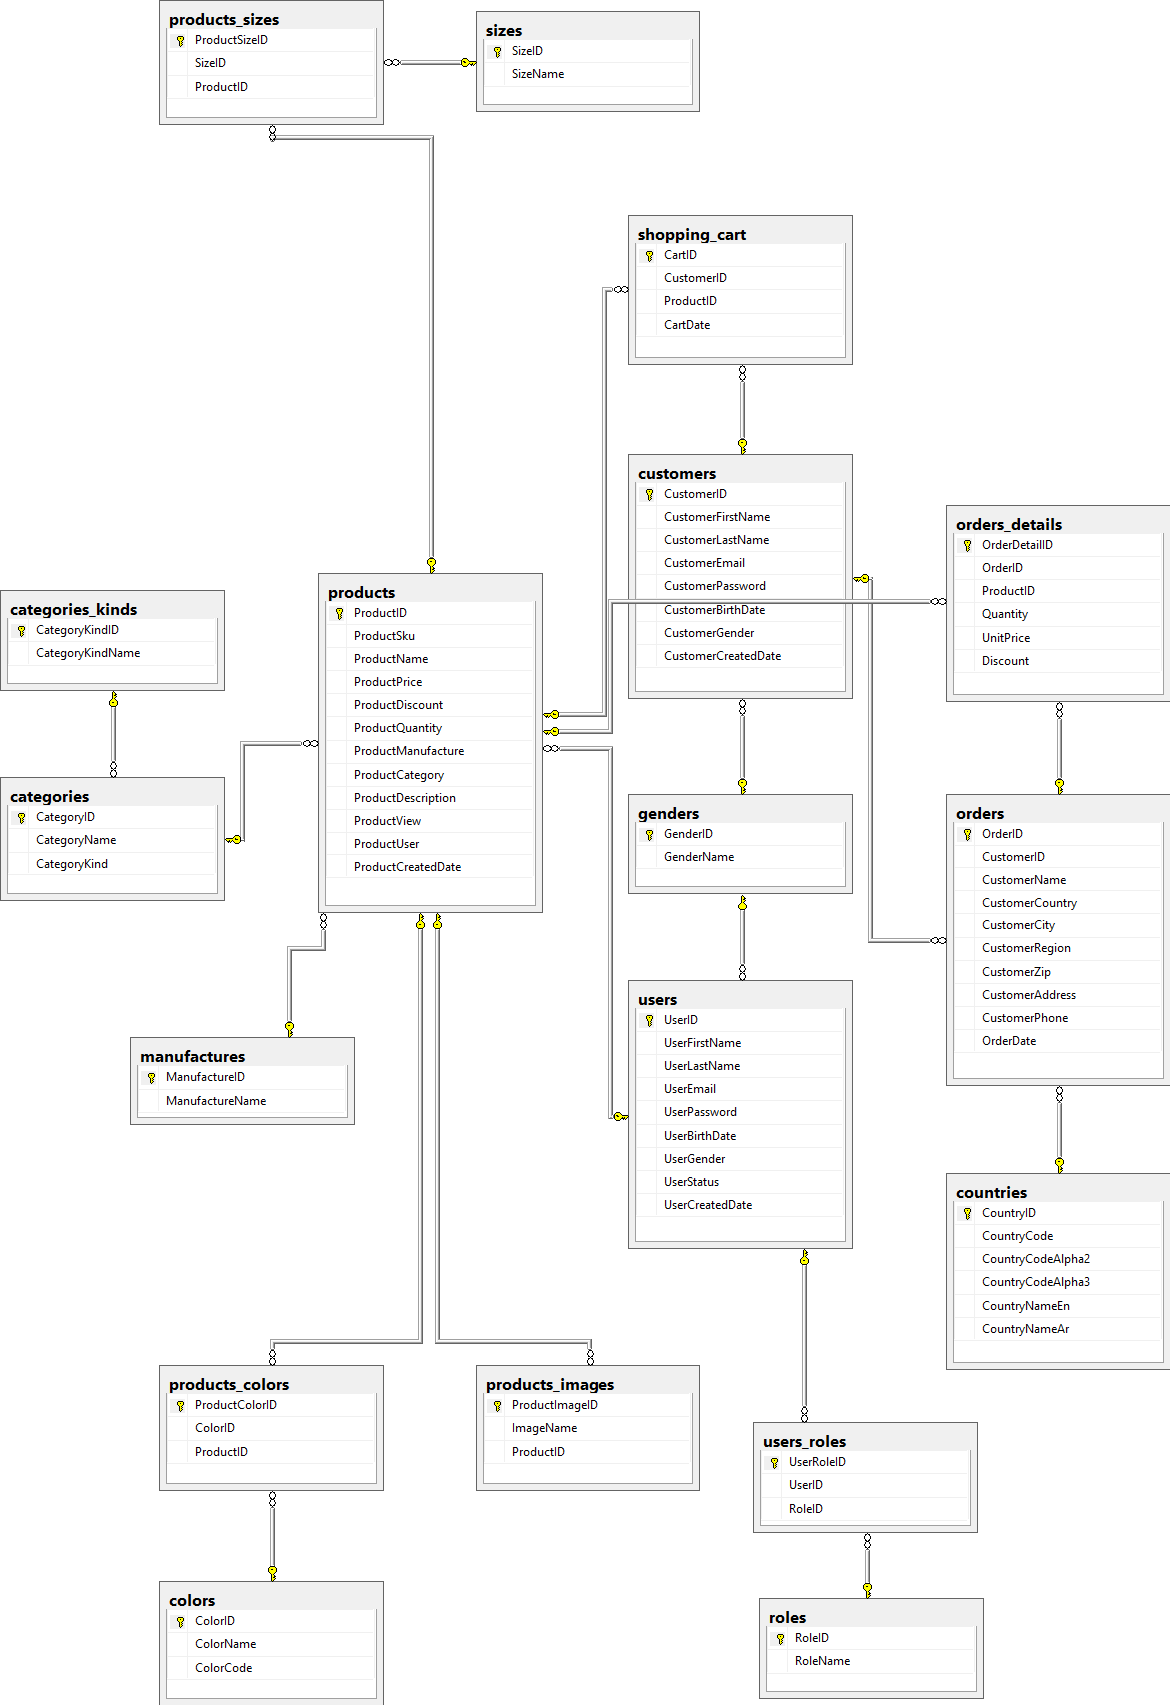 products_sizes
ProductSizeID
SizeID
ProductID
sizes
SizeID
SizeName
shopping_cart
CartID
CustomerID
ProductID
CartDate
customers
CustomerID
CustomerFirstName
CustomerLastName
CustomerEmail
CustomerPassword
CustomerBirthDate
CustomerGender
CustomerCreatedDate
orders_details
OrderDetailID
OrderID
ProductID
Quantity
UnitPrice
Discount
products
ProductID
ProductSku
ProductName
ProductPrice
ProductDiscount
ProductQuantity
ProductManufacture
ProductCategory
ProductDescription
ProductView
ProductUser
ProductCreatedDate
categories_kinds
CategoryKindID
CategoryKindName
categories
CategoryID
CategoryName
CategoryKind
genders
GenderID
GenderName
orders
OrderID
CustomerID
CustomerName
CustomerCountry
CustomerCity
CustomerRegion
CustomerZip
CustomerAddress
CustomerPhone
OrderDate
manufactures
ManufactureID
ManufactureName
users
UserID
UserFirstName
UserLastName
UserEmail
UserPassword
UserBirthDate
UserGender
UserStatus
UserCreatedDate
countries
CountryID
CountryCode
CountryCodeAlpha2
CountryCodeAlpha3
CountryNameEn
CountryNameAr
products_colors
ProductColorID
ColorID
ProductID
products_images
ProductImageID
ImageName
ProductID
users_roles
UserRoleID
UserID
RoleID
colors
ColorID
ColorName
ColorCode
roles
RoleID
RoleName